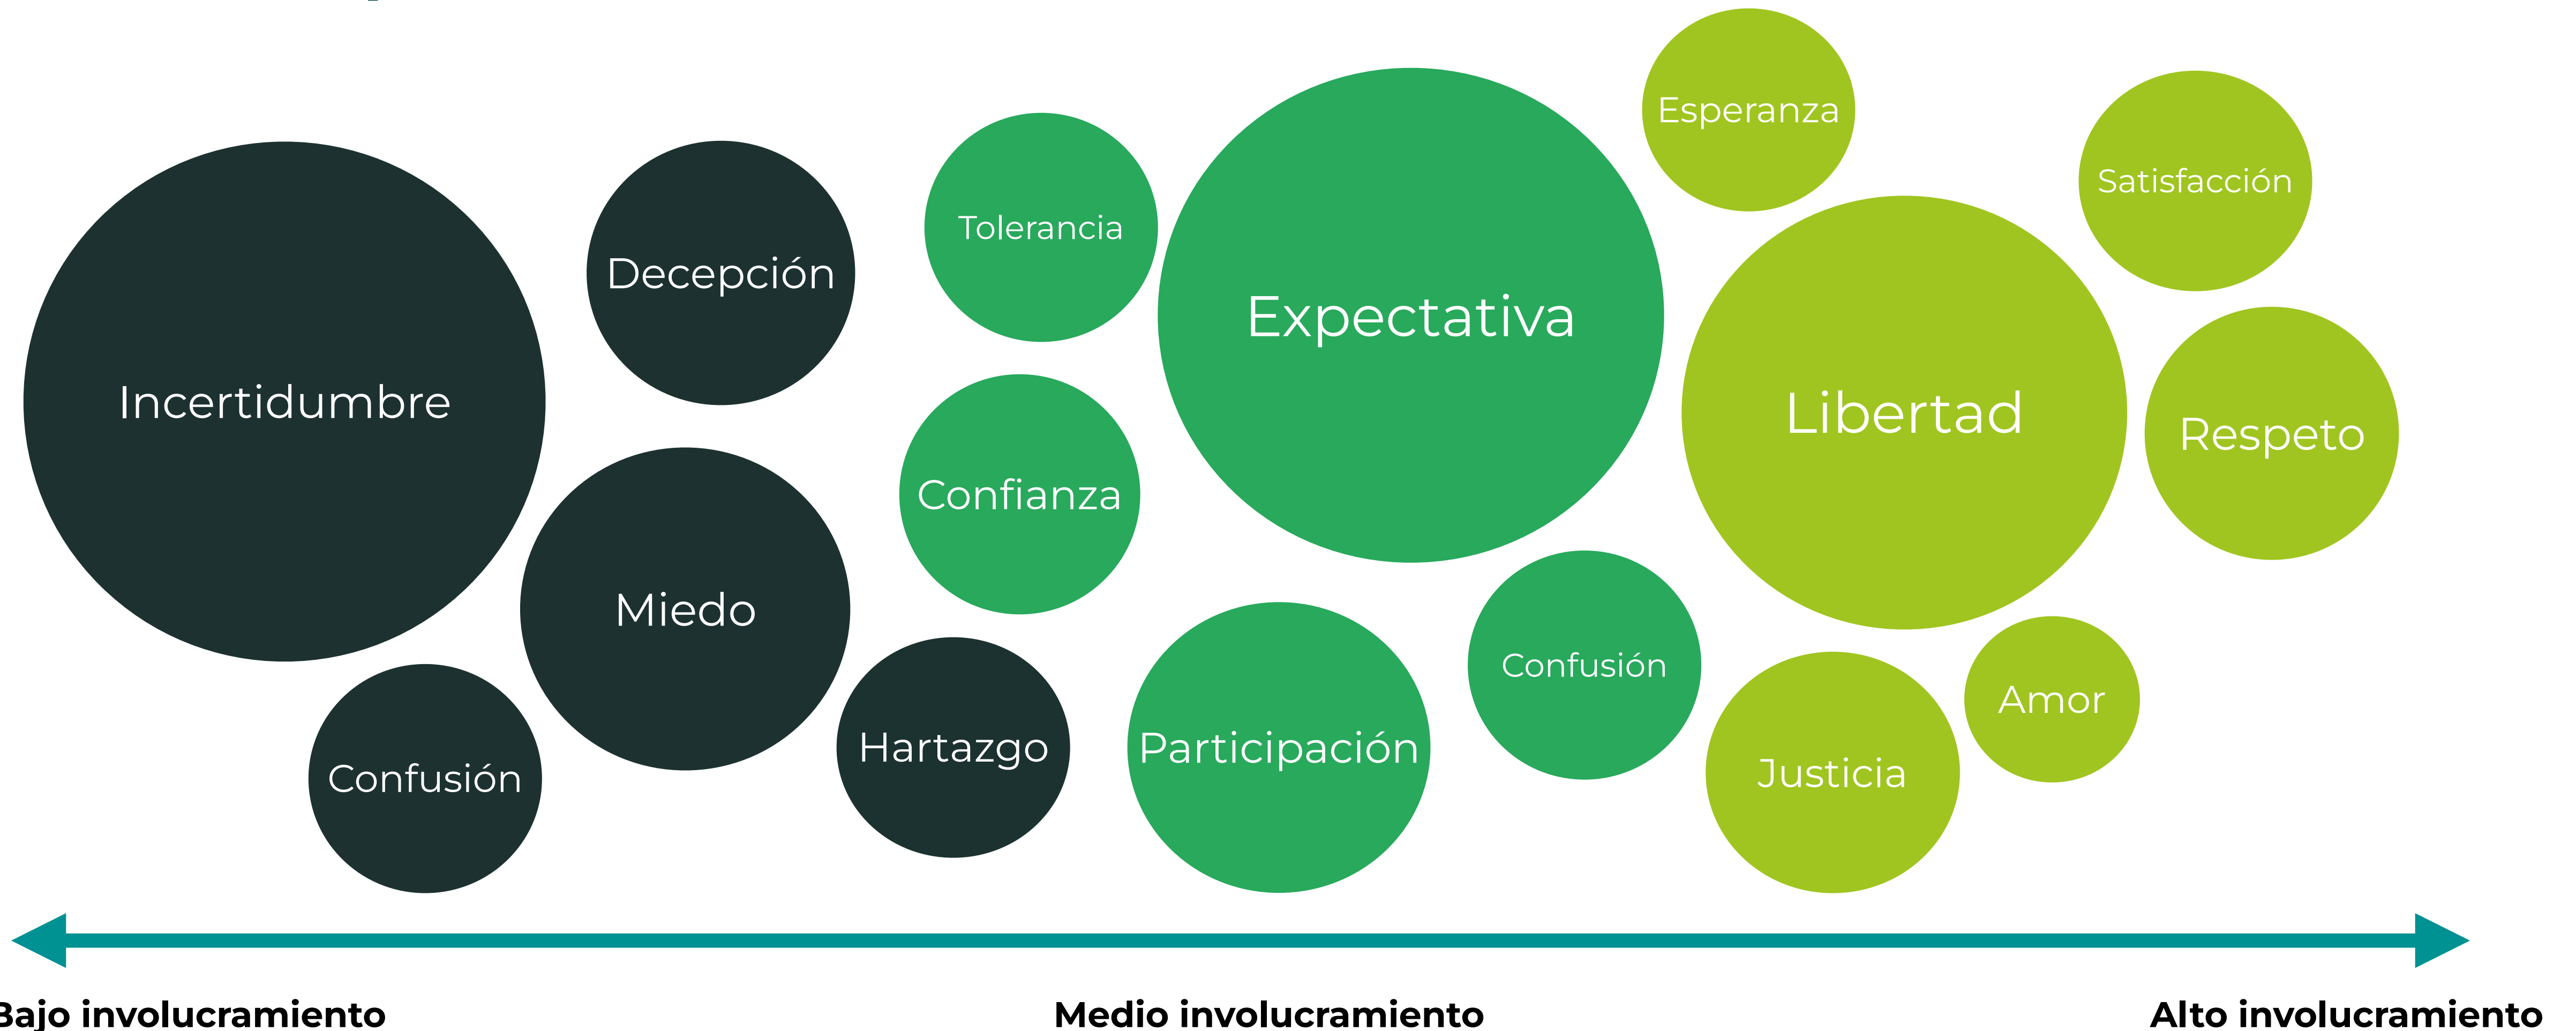 Esperanza
Satisfacción
Tolerancia
Decepción
Expectativa
Incertidumbre
Libertad
Respeto
Confianza
Miedo
Confusión
Amor
Hartazgo
Participación
Justicia
Confusión
Bajo involucramiento
Medio involucramiento
Alto involucramiento